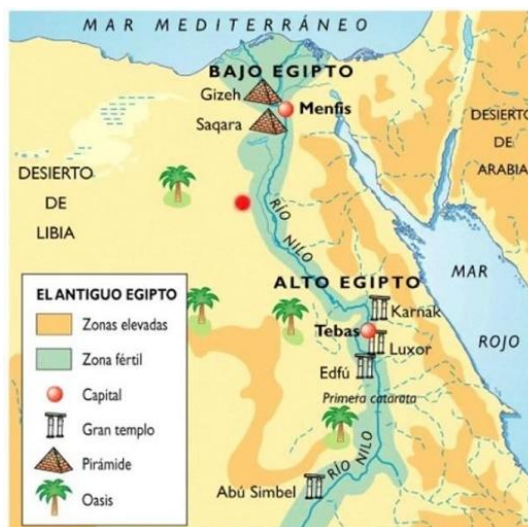 MAR MEDITERRÁNEO
BAJO EGIPTO
Gizeh
Menfis
Saqara
DESIERTO
DE
LIBIA
DESIERTO
DE
ARABIA
RÍO NILO
ALTO EGIPTO
MAR
ROJO
Karnak
Tebas
Luxor
Edfú
Primera catarata
RÍO NILO
Abú Simbel
EL ANTIGUO EGIPTO
Zonas elevadas
Zona fértil
Capital
Gran templo
Pirámide
Oasis